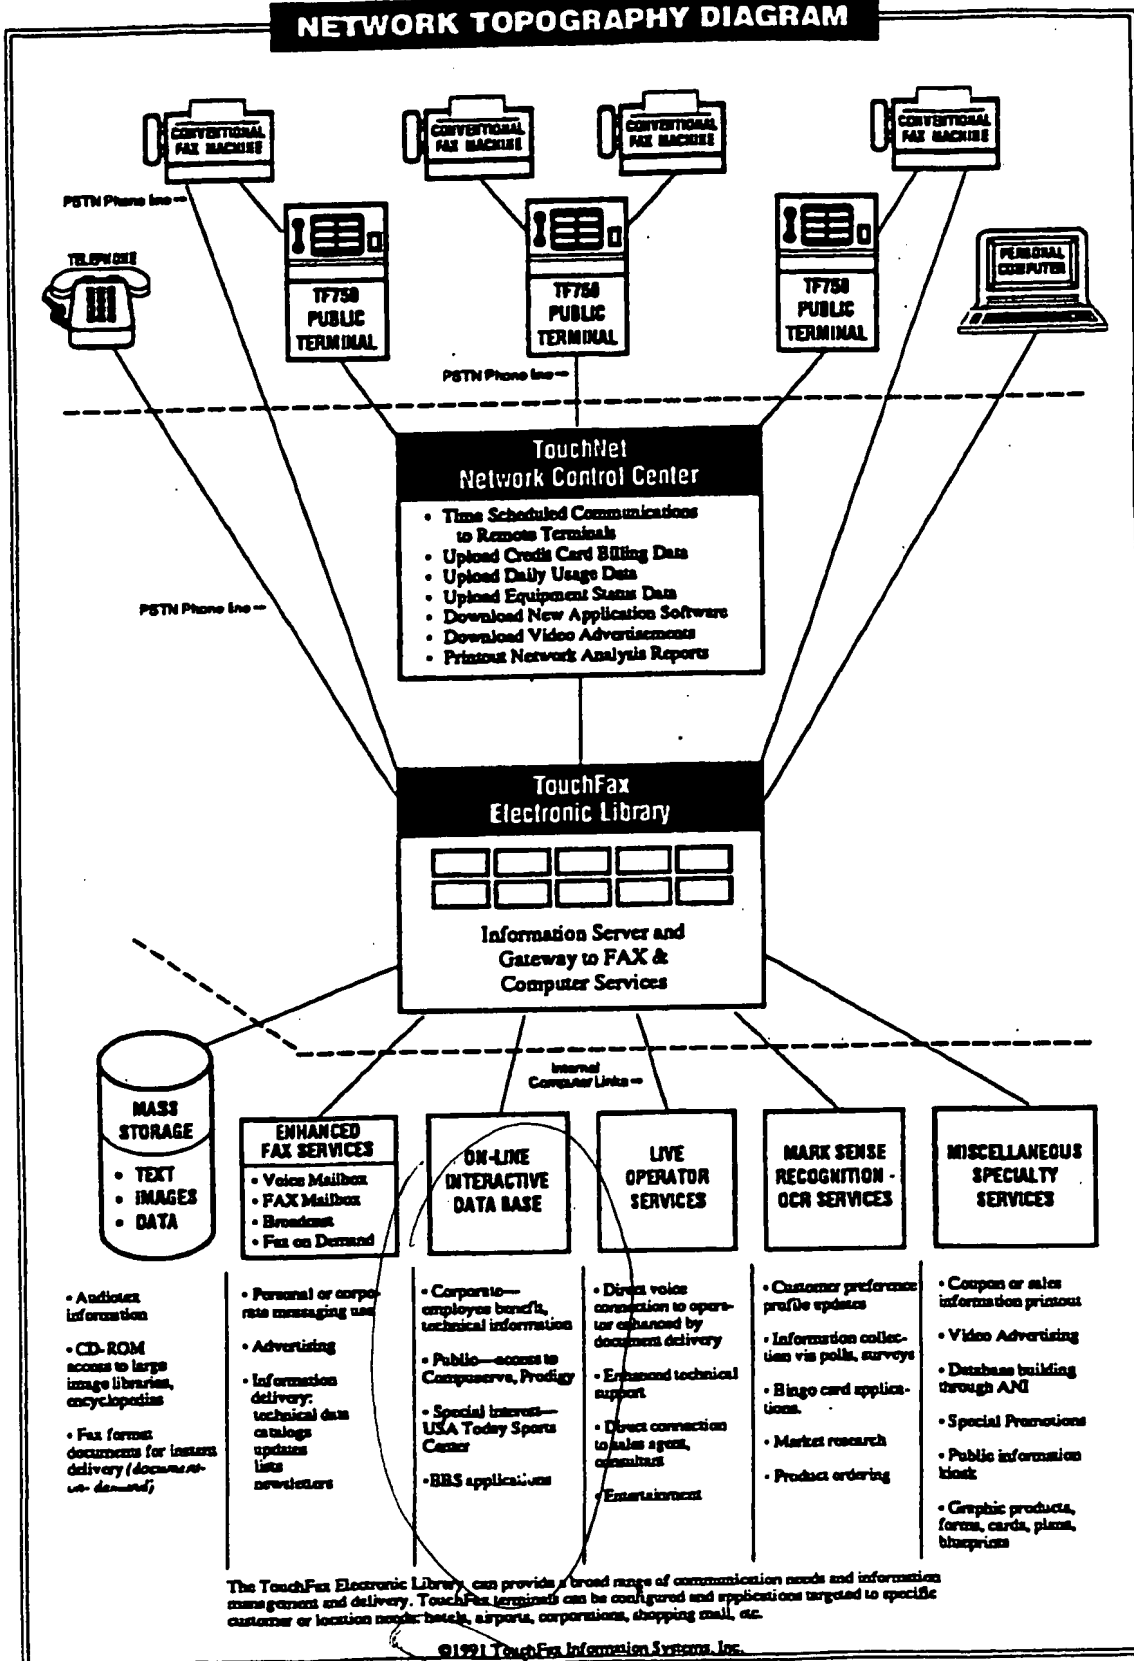 NETWORK TOPOGRAPHY DIAGRAM
CONVENTIONAL
FAX MACHINE
CONVENTIONAL
FAX MACHINE
CONVENTIONAL
FAX MACHINE
CONVENTIONAL
FAX MACHINE
PSTN Phone line
TELEPHONE
TF750
PUBLIC
TERMINAL
TF750
PUBLIC
TERMINAL
TF750
PUBLIC
TERMINAL
PERSONAL
COMPUTER
PSTN Phone line
TouchNet
Network Control Center
• Time Scheduled Communications
to Remote Terminals
• Upload Credit Card Billing Data
• Upload Daily Usage Data
• Upload Equipment Status Data
• Download New Application Software
• Download Video Advertisements
• Printout Network Analysis Reports
PSTN Phone line
TouchFax
Electronic Library
Information Server and
Gateway to FAX &
Computer Services
Internal
Computer Links
MASS
STORAGE
• TEXT
• IMAGES
• DATA
ENHANCED
FAX SERVICES
• Voice Mailbox
• FAX Mailbox
• Broadcast
• Fax on Demand
ON-LINE
INTERACTIVE
DATA BASE
LIVE
OPERATOR
SERVICES
MARK SENSE
RECOGNITION -
OCR SERVICES
MISCELLANEOUS
SPECIALTY
SERVICES
• Audiotex
information
• CD-ROM
access to large
image libraries,
encyclopedias
• Fax format
documents for instant
delivery (document-
on-demand)
• Personal or corpo-
rate messaging use
• Advertising
• Information
delivery:
technical data
catalogs
updates
lists
newsletters
• Corporate—
employee benefit,
technical information
• Public—access to
Compuserve, Prodigy
• Special Interest—
USA Today Sports
Center
• BBS applications
• Direct voice
connection to opera-
tor enhanced by
document delivery
• Enhanced technical
support
• Direct connection
to sales agent,
consultant
• Entertainment
• Customer preference
profile updates
• Information collec-
tion via polls, surveys
• Bingo card applica-
tions.
• Market research
• Product ordering
• Coupon or sales
information printout
• Video Advertising
• Database building
through ANI
• Special Promotions
• Public information
kiosk
• Graphic products,
forms, cards, plans,
blueprints
The TouchFax Electronic Library can provide a broad range of communication needs and information
management and delivery. TouchFax terminals can be configured and applications targeted to specific
customer or location needs: hotels, airports, corporations, shopping mall, etc.
©1991 TouchFax Information Systems, Inc.